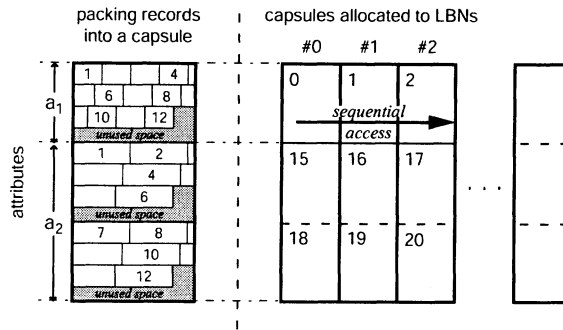 packing records
into a capsule
capsules allocated to LBNs
#0 #1 #2
attributes
a1
1 4
6 8
10 12
unused space
a2
1 2
4
6
unused space
7 8
10
12
unused space
0 1 2
sequential
access
15 16 17
18 19 20
. . .